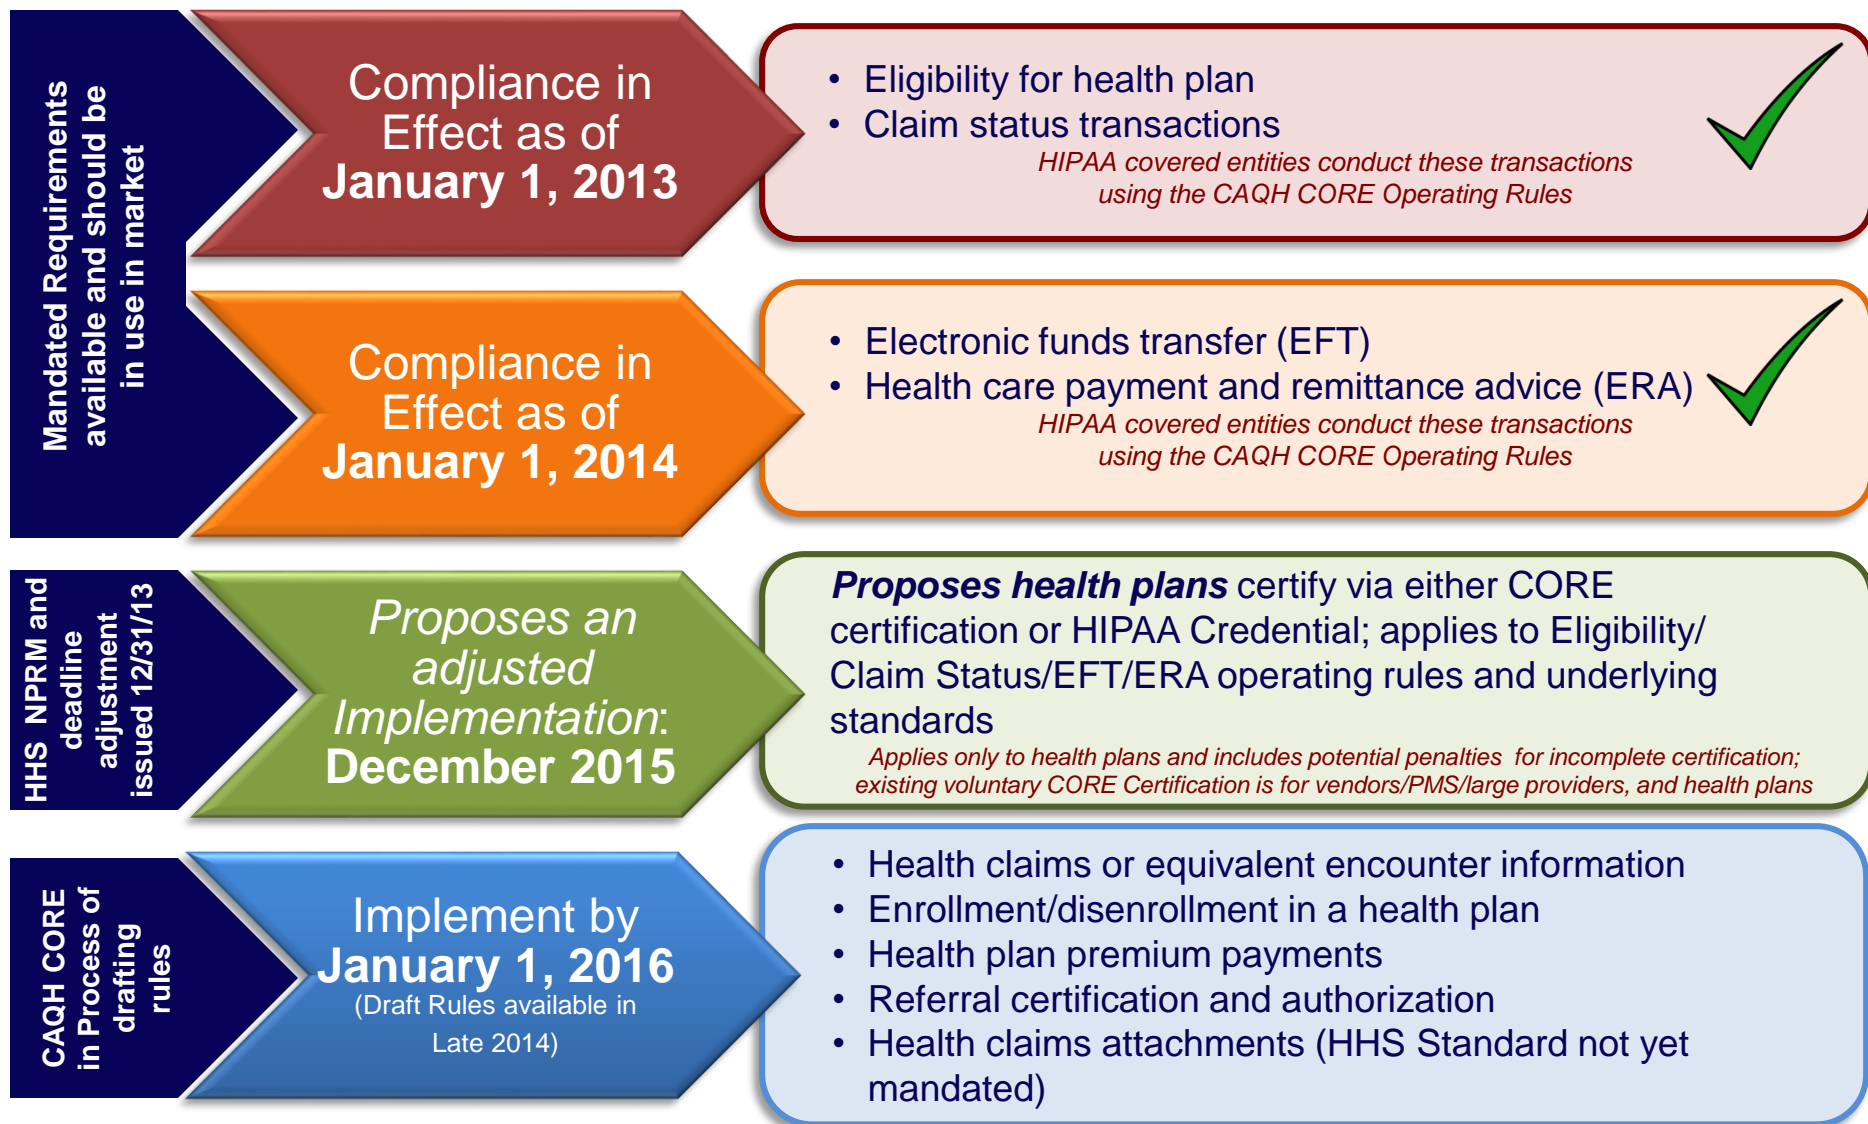 Mandated Requirements
available and should be
in use in market
Compliance in
Effect as of
January 1, 2013
• Eligibility for health plan
• Claim status transactions
HIPAA covered entities conduct these transactions
using the CAQH CORE Operating Rules
Compliance in
Effect as of
January 1, 2014
• Electronic funds transfer (EFT)
• Health care payment and remittance advice (ERA)
HIPAA covered entities conduct these transactions
using the CAQH CORE Operating Rules
HHS NPRM and
deadline
adjustment
issued 12/31/13
Proposes an
adjusted
Implementation:
December 2015
Proposes health plans certify via either CORE
certification or HIPAA Credential; applies to Eligibility/
Claim Status/EFT/ERA operating rules and underlying
standards
Applies only to health plans and includes potential penalties for incomplete certification;
existing voluntary CORE Certification is for vendors/PMS/large providers, and health plans
CAQH CORE
in Process of
drafting
rules
Implement by
January 1, 2016
(Draft Rules available in
Late 2014)
• Health claims or equivalent encounter information
• Enrollment/disenrollment in a health plan
• Health plan premium payments
• Referral certification and authorization
• Health claims attachments (HHS Standard not yet
mandated)